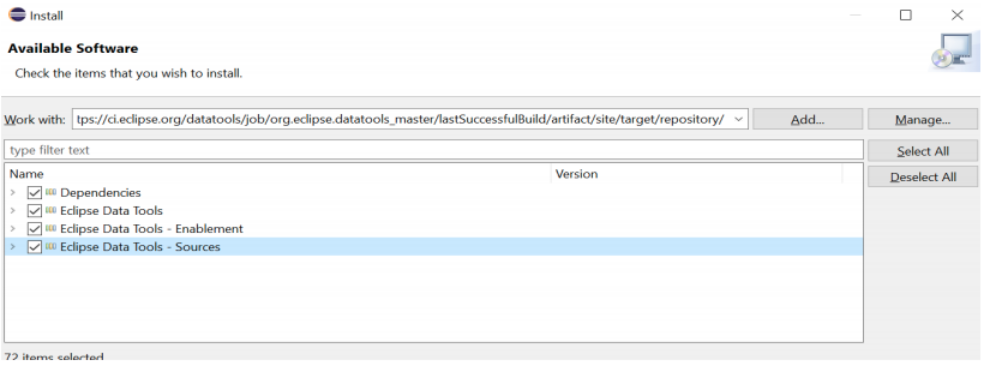 Install
Available Software
Check the items that you wish to install.
Work with: tps://ci.eclipse.org/datatools/job/org.eclipse.datatools_master/lastSuccessfulBuild/artifact/site/target/repository/ Add... Manage...
type filter text Select All
Name Version Deselect All
Dependencies
Eclipse Data Tools
Eclipse Data Tools - Enablement
Eclipse Data Tools - Sources
72 items selected